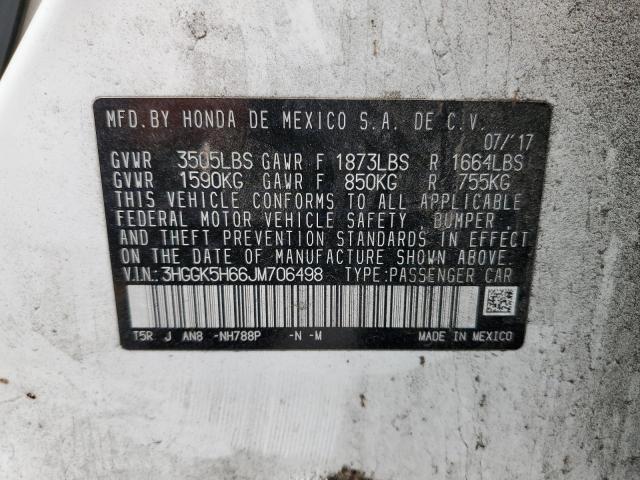 MFD.BY HONDA DE MEXICO S.A. DE C.V.
07/'17
GVWR 3505LBS GAWR F 1873LBS R 1664LBS
GVWR 1590KG GAWR F 850KG R 755KG
THIS VEHICLE CONFORMS TO ALL APPLICABLE
FEDERAL MOTOR VEHICLE SAFETY, BUMPER,
AND THEFT PREVENTION STANDARDS IN EFFECT
ON THE DATE OF MANUFACTURE SHOWN ABOVE.
V.I.N.: 3HGGK5H66JM706498 TYPE:PASSENGER CAR
T5R J AN8 -NH788P -N -M MADE IN MEXICO